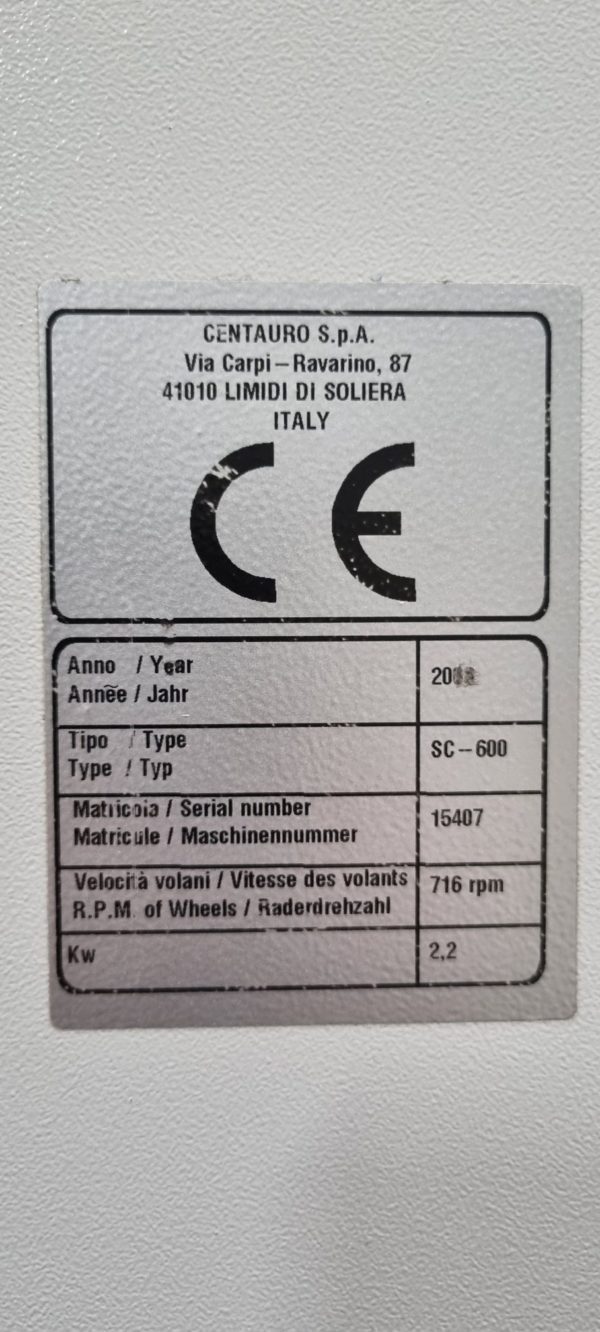 CENTAURO S.p.A.
Via Carpi – Ravarino, 87
41010 LIMIDI DI SOLIERA
ITALY
CE
Anno / Year
Annëe / Jahr
Tipo / Type
SC – 600
Type / Typ
Matricola / Serial number
15407
Matricule / Maschinennummer
Velocità volani / Vitesse des volants
716 rpm
R.P.M. of Wheels / Raderdrehzahl
Kw
2,2